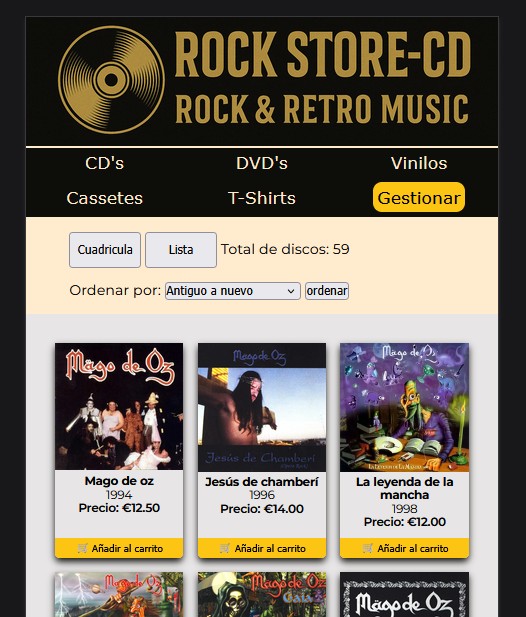 ROCK STORE-CD
ROCK & RETRO MUSIC
CD's DVD's Vinilos
Cassetes T-Shirts Gestionar
Cuadricula Lista Total de discos: 59
Ordenar por: Antiguo a nuevo ordenar
Mägo de Oz
Mägo de Oz
Jesús de Chamberí
Mägo de Oz
La Leyenda de La Mancha
Mago de oz
1994
Precio: €12.50
🛒 Añadir al carrito
Jesús de chamberí
1996
Precio: €14.00
🛒 Añadir al carrito
La leyenda de la
mancha
1998
Precio: €12.00
🛒 Añadir al carrito
Mägo de Oz
Mägo de Oz
Gaia
Mägo de Oz